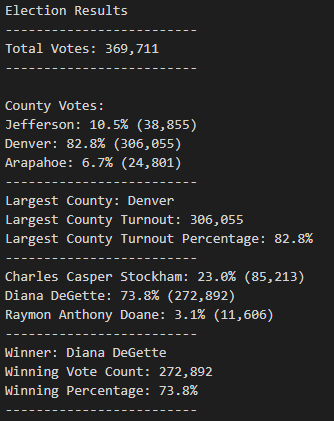 Election Results
-------------------------
Total Votes: 369,711
-------------------------

County Votes:
Jefferson: 10.5% (38,855)
Denver: 82.8% (306,055)
Arapahoe: 6.7% (24,801)
-------------------------
Largest County: Denver
Largest County Turnout: 306,055
Largest County Turnout Percentage: 82.8%
-------------------------
Charles Casper Stockham: 23.0% (85,213)
Diana DeGette: 73.8% (272,892)
Raymon Anthony Doane: 3.1% (11,606)
-------------------------
Winner: Diana DeGette
Winning Vote Count: 272,892
Winning Percentage: 73.8%
-------------------------